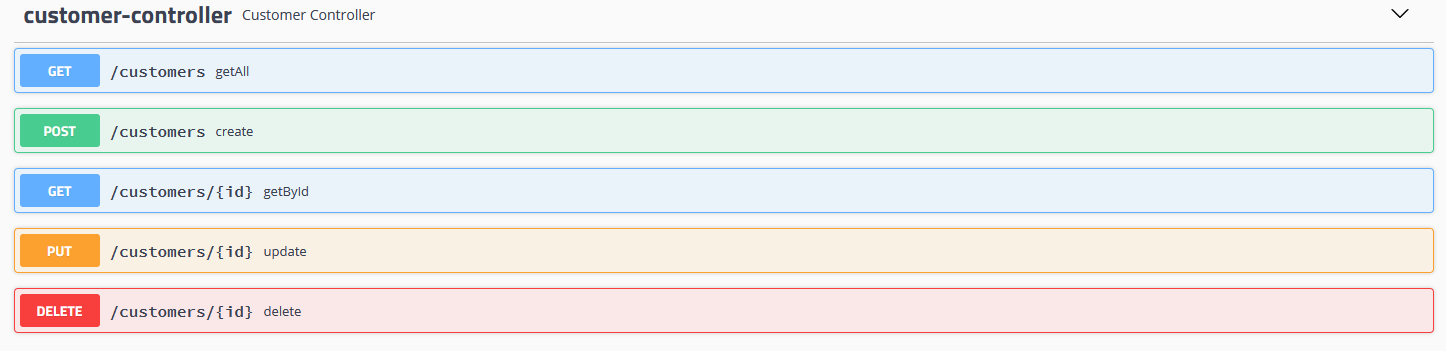 customer-controller Customer Controller
GET /customers getAll
POST /customers create
GET /customers/{id} getById
PUT /customers/{id} update
DELETE /customers/{id} delete